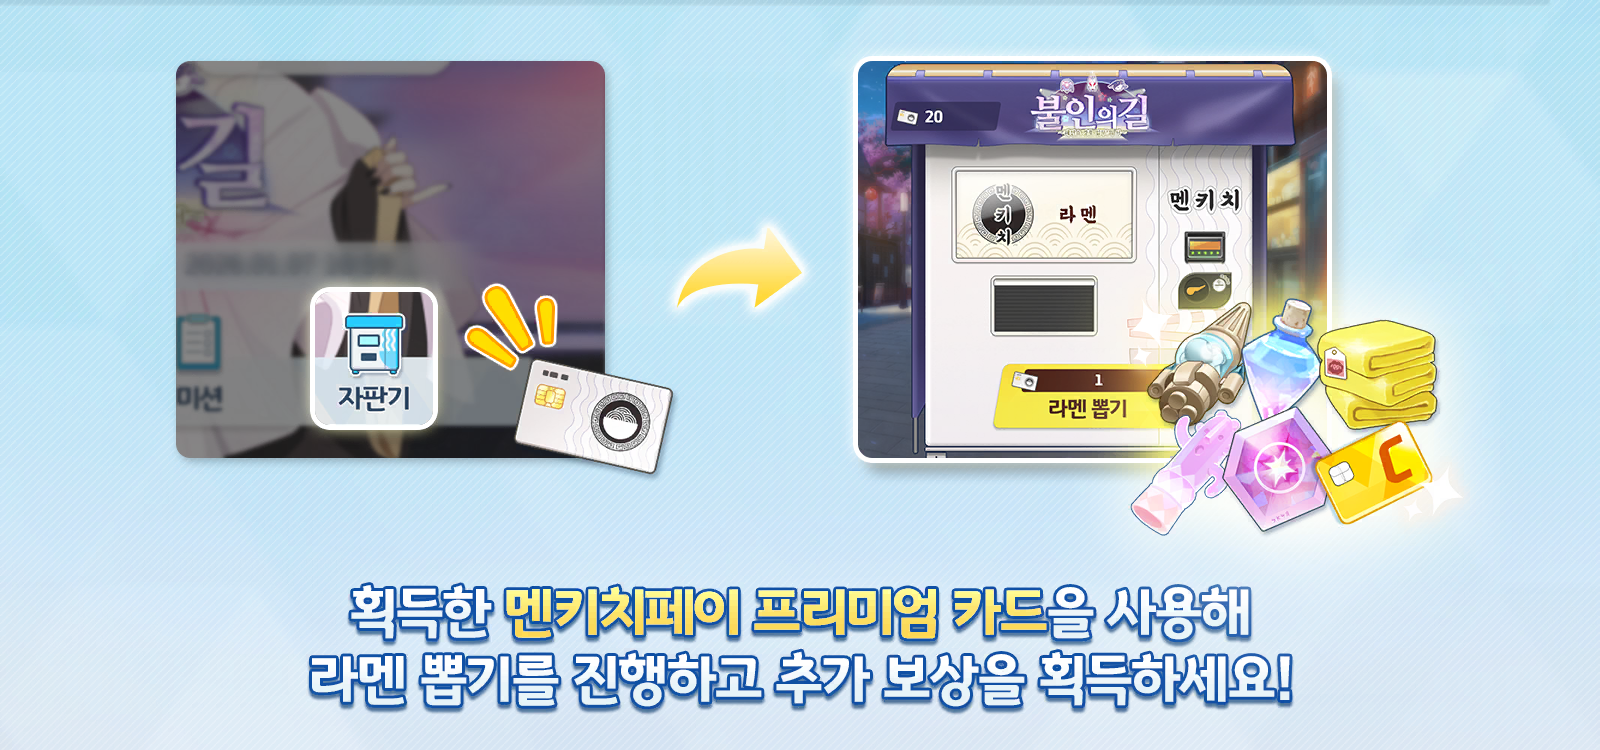 길
미션
자판기
20
불인의길
멘키치
라멘
멘키치
1
라멘 뽑기
획득한 멘키치페이 프리미엄 카드을 사용해
라멘 뽑기를 진행하고 추가 보상을 획득하세요!